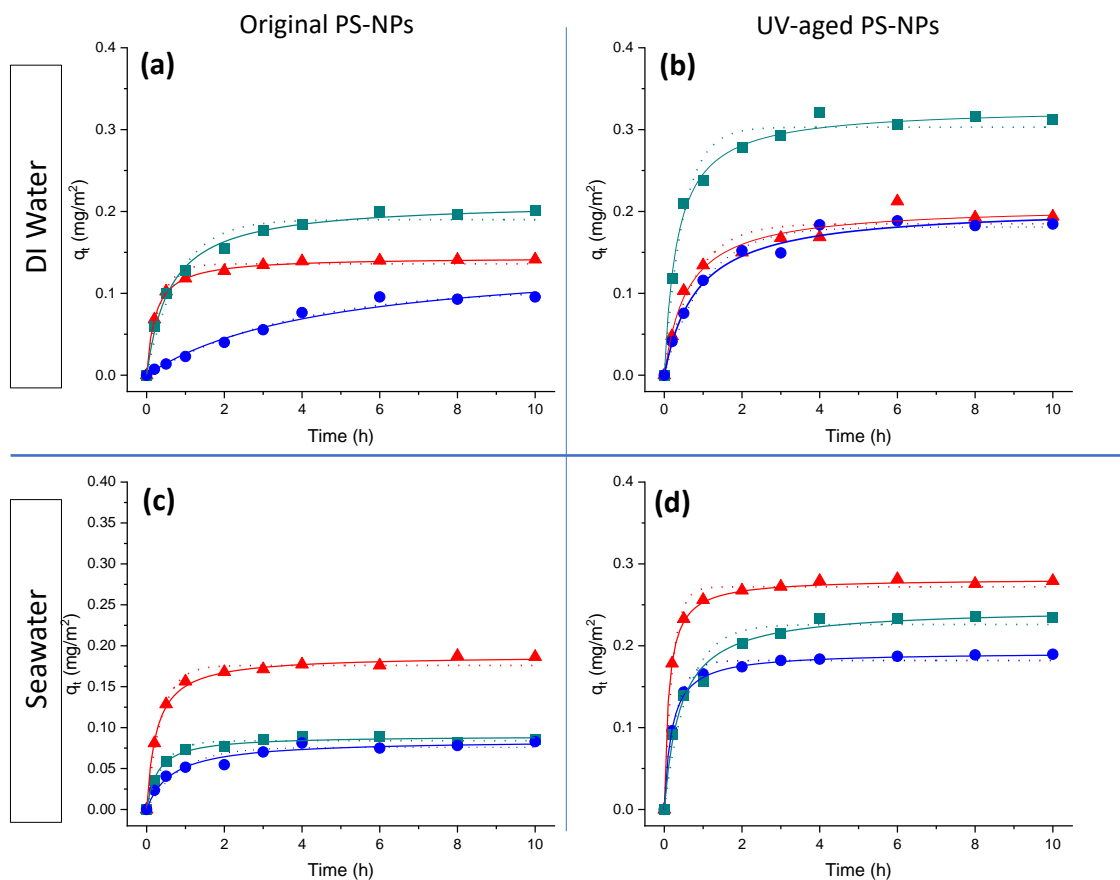 Original PS-NPs
UV-aged PS-NPs
DI Water
(a)
0.4
0.3
0.2
0.1
0.0
qt (mg/m²)
0 2 4 6 8 10
Time (h)
(b)
0.4
0.3
0.2
0.1
0.0
qt (mg/m²)
0 2 4 6 8 10
Time (h)
Seawater
(c)
0.40
0.35
0.30
0.25
0.20
0.15
0.10
0.05
0.00
qt (mg/m²)
0 2 4 6 8 10
Time (h)
(d)
0.4
0.3
0.2
0.1
0.0
qt (mg/m²)
0 2 4 6 8 10
Time (h)